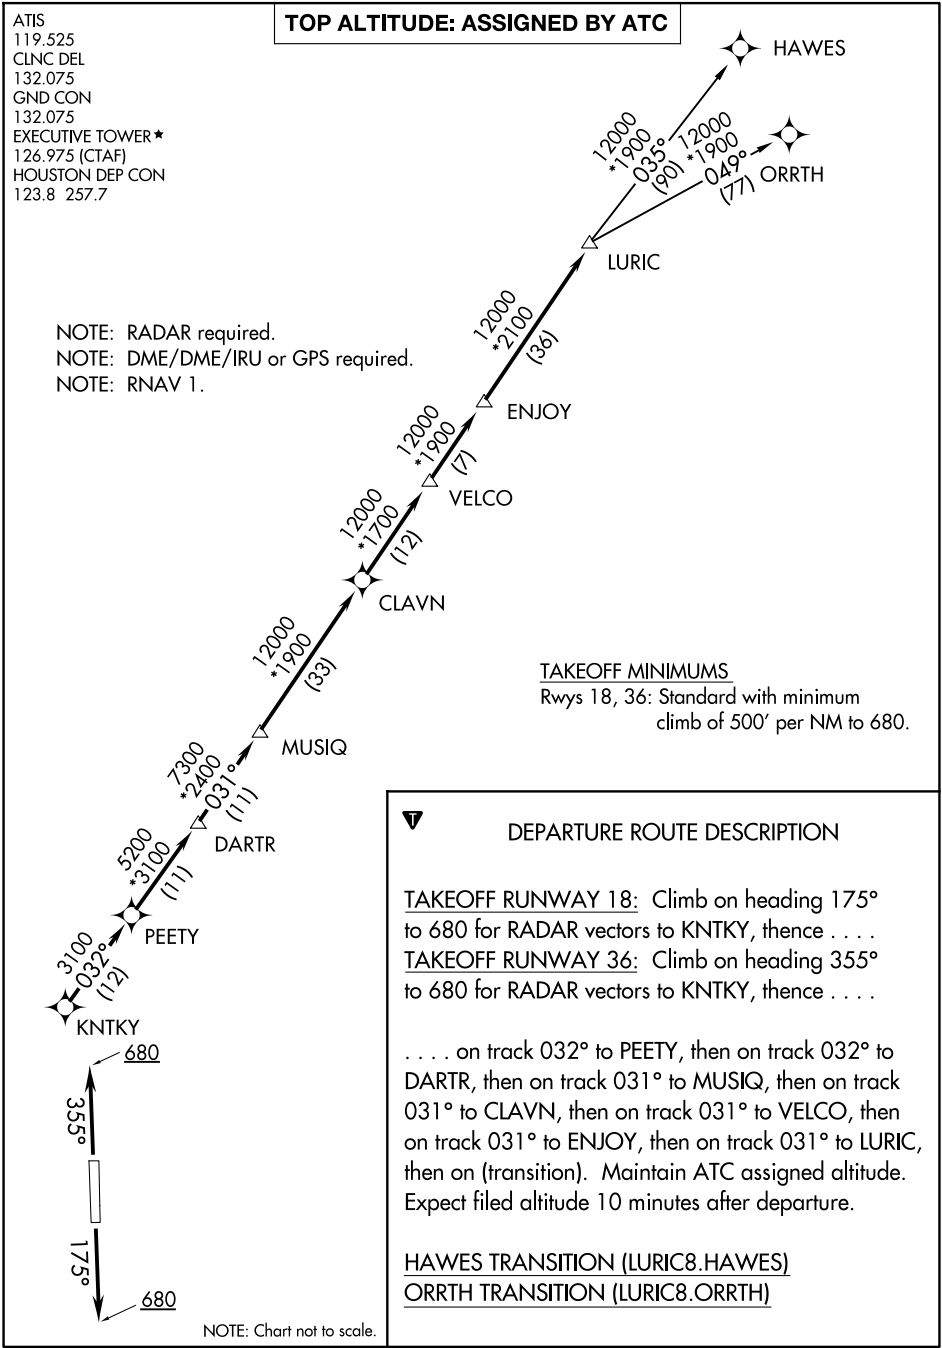 TOP ALTITUDE: ASSIGNED BY ATC
ATIS
119.525
CLNC DEL
132.075
GND CON
132.075
EXECUTIVE TOWER★
126.975 (CTAF)
HOUSTON DEP CON
123.8 257.7
HAWES
12000
*1900
035°
(90)
12000
*1900
049°
(77)
ORRTH
LURIC
NOTE: RADAR required.
NOTE: DME/DME/IRU or GPS required.
NOTE: RNAV 1.
12000
*2100
(36)
ENJOY
12000
*1900
(7)
VELCO
12000
*1700
(12)
CLAVN
12000
*1900
(33)
MUSIQ
TAKEOFF MINIMUMS
Rwys 18, 36: Standard with minimum
climb of 500' per NM to 680.
7300
*2400
031°
(11)
DARTR
5200
*3100
(11)
PEETY
3100
032°
(12)
KNTKY
680
355°
175°
680
NOTE: Chart not to scale.
T
DEPARTURE ROUTE DESCRIPTION
TAKEOFF RUNWAY 18: Climb on heading 175°
to 680 for RADAR vectors to KNTKY, thence . . . .
TAKEOFF RUNWAY 36: Climb on heading 355°
to 680 for RADAR vectors to KNTKY, thence . . . .
. . . . on track 032° to PEETY, then on track 032° to
DARTR, then on track 031° to MUSIQ, then on track
031° to CLAVN, then on track 031° to VELCO, then
on track 031° to ENJOY, then on track 031° to LURIC,
then on (transition). Maintain ATC assigned altitude.
Expect filed altitude 10 minutes after departure.
HAWES TRANSITION (LURIC8.HAWES)
ORRTH TRANSITION (LURIC8.ORRTH)